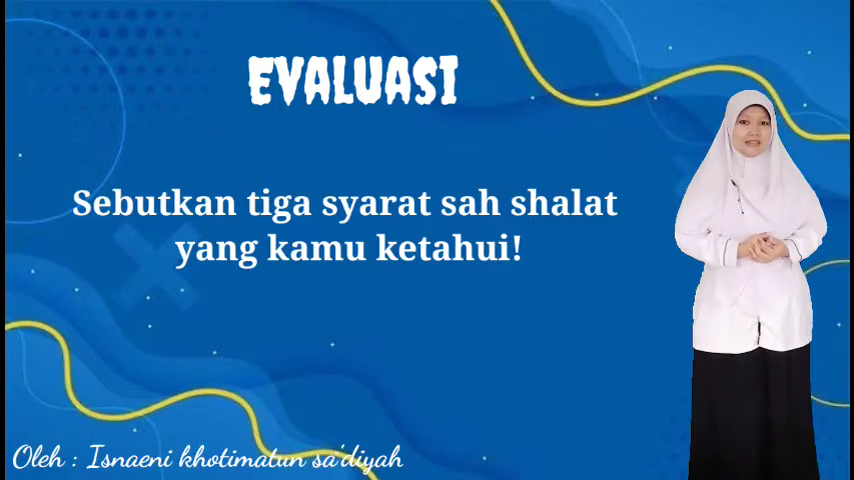 EVALUASI
Sebutkan tiga syarat sah shalat
yang kamu ketahui!
Oleh : Isnaeni khotimatun sa'diyah